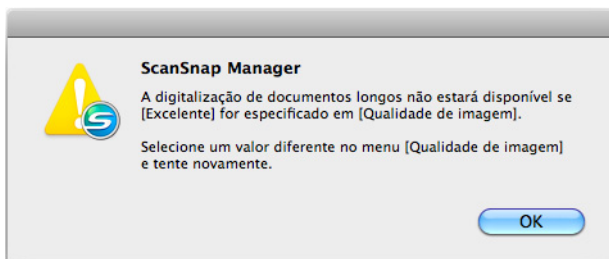 ScanSnap Manager
A digitalização de documentos longos não estará disponível se
[Excelente] for especificado em [Qualidade de imagem].
Selecione um valor diferente no menu [Qualidade de imagem]
e tente novamente.
OK